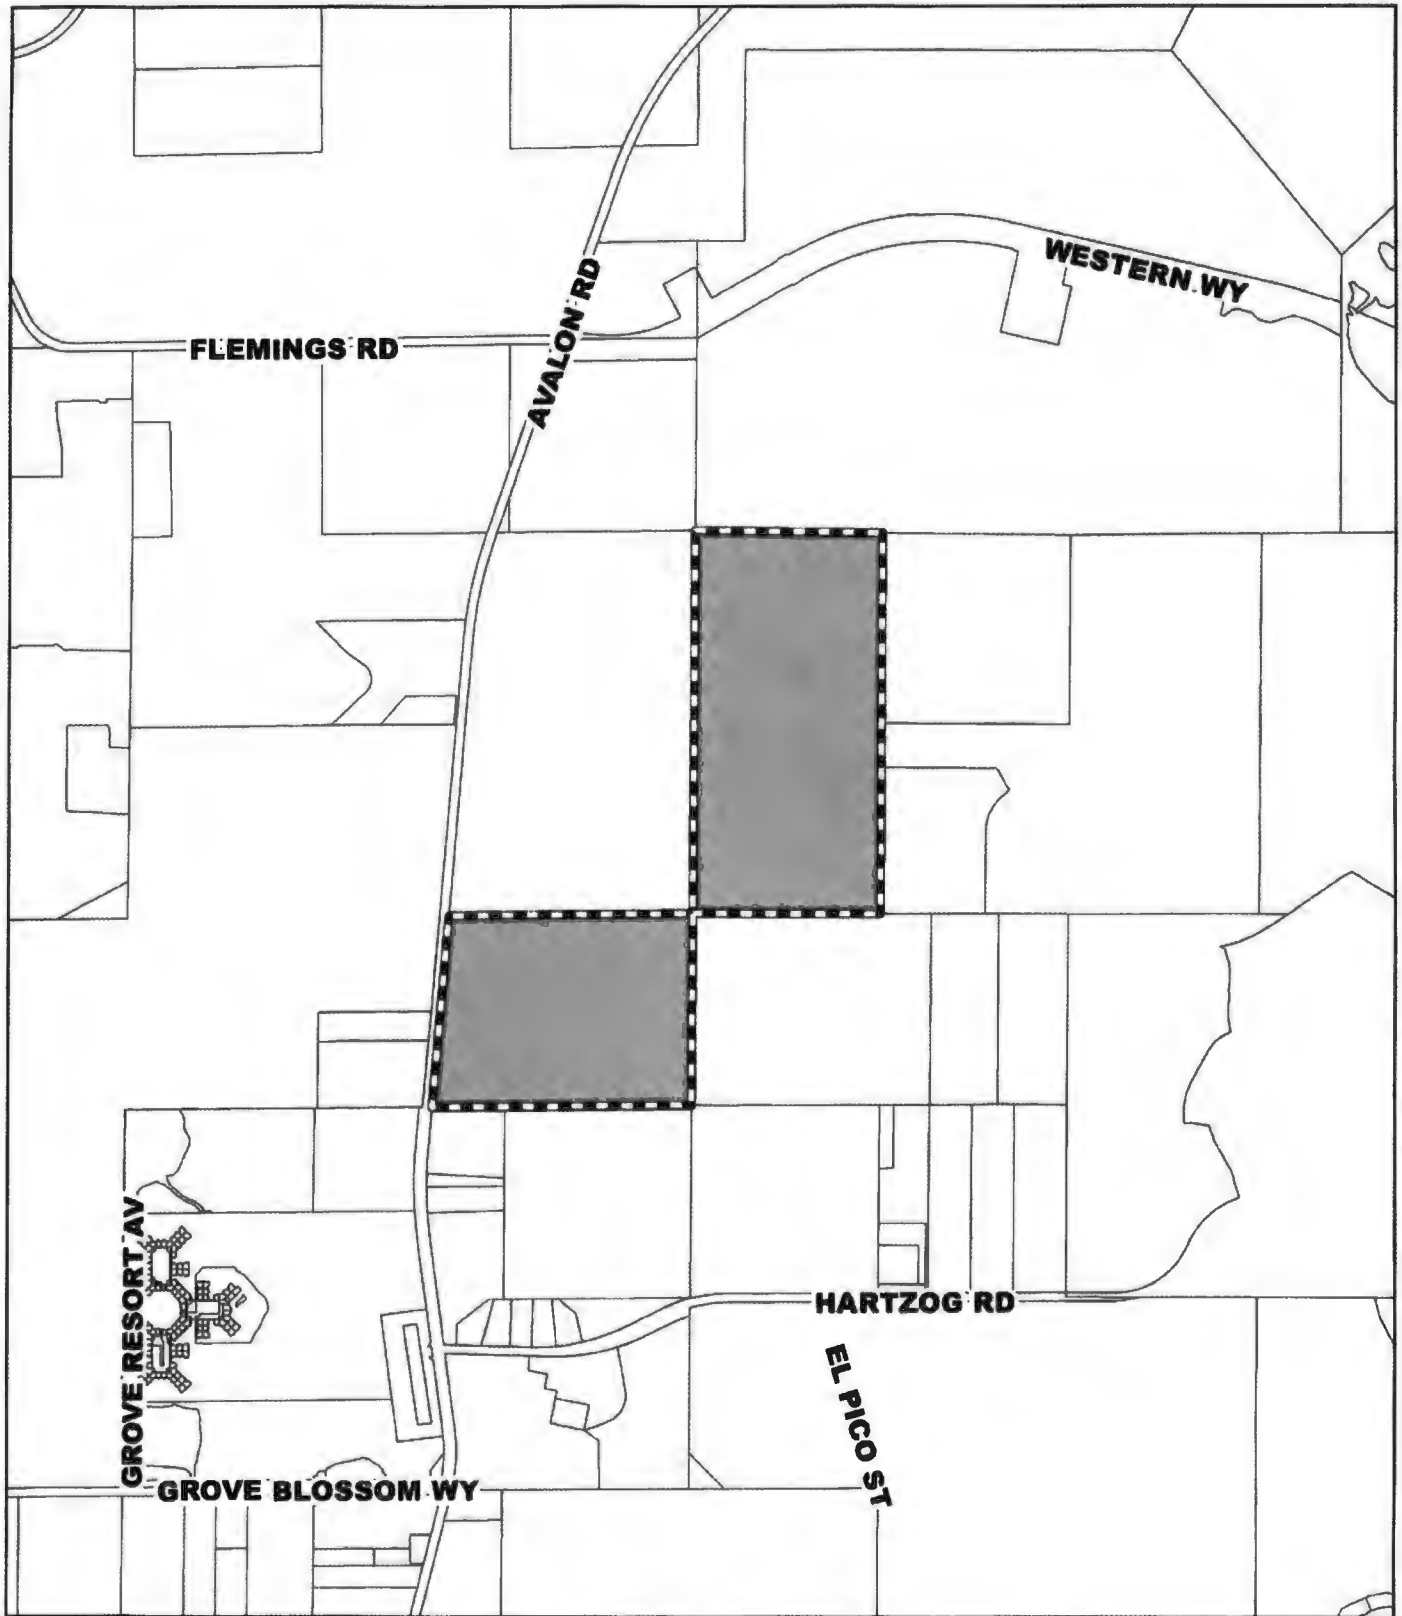 WESTERN WY
AVALON RD
FLEMINGS RD
GROVE RESORT AV
HARTZOG RD
EL PICO ST
GROVE BLOSSOM WY